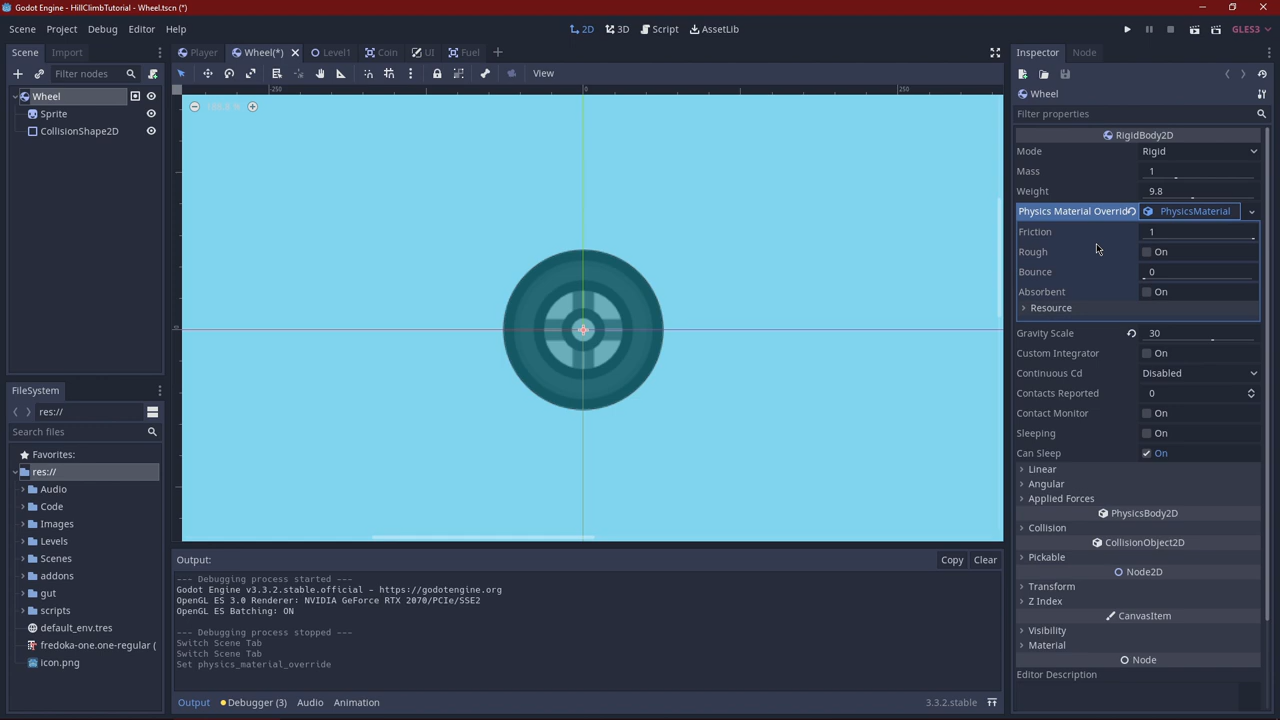 Godot Engine - HillClimbTutorial - Wheel.tscn (*)
Scene Project Debug Editor Help
2D 3D Script AssetLib
GLES3
Scene Import
Filter nodes
Wheel
Sprite
CollisionShape2D
FileSystem
res://
Search files
Favorites:
res://
Audio
Code
Images
Levels
Scenes
addons
gut
scripts
default_env.tres
fredoka-one.one-regular (
icon.png
Player Wheel(*) Level1 Coin UI Fuel
View
-250 0 250
Output:
Copy Clear
--- Debugging process started ---
Godot Engine v3.3.2.stable.official - https://godotengine.org
OpenGL ES 3.0 Renderer: NVIDIA GeForce RTX 2070/PCIe/SSE2
OpenGL ES Batching: ON
--- Debugging process stopped ---
Switch Scene Tab
Switch Scene Tab
Set physics_material_override
Output Debugger (3) Audio Animation
3.3.2.stable
Inspector Node
Wheel
Filter properties
RigidBody2D
Mode Rigid
Mass 1
Weight 9.8
Physics Material Overrid PhysicsMaterial
Friction 1
Rough On
Bounce 0
Absorbent On
Resource
Gravity Scale 30
Custom Integrator On
Continuous Cd Disabled
Contacts Reported 0
Contact Monitor On
Sleeping On
Can Sleep On
Linear
Angular
Applied Forces
PhysicsBody2D
Collision
CollisionObject2D
Pickable
Node2D
Transform
Z Index
CanvasItem
Visibility
Material
Node
Editor Description